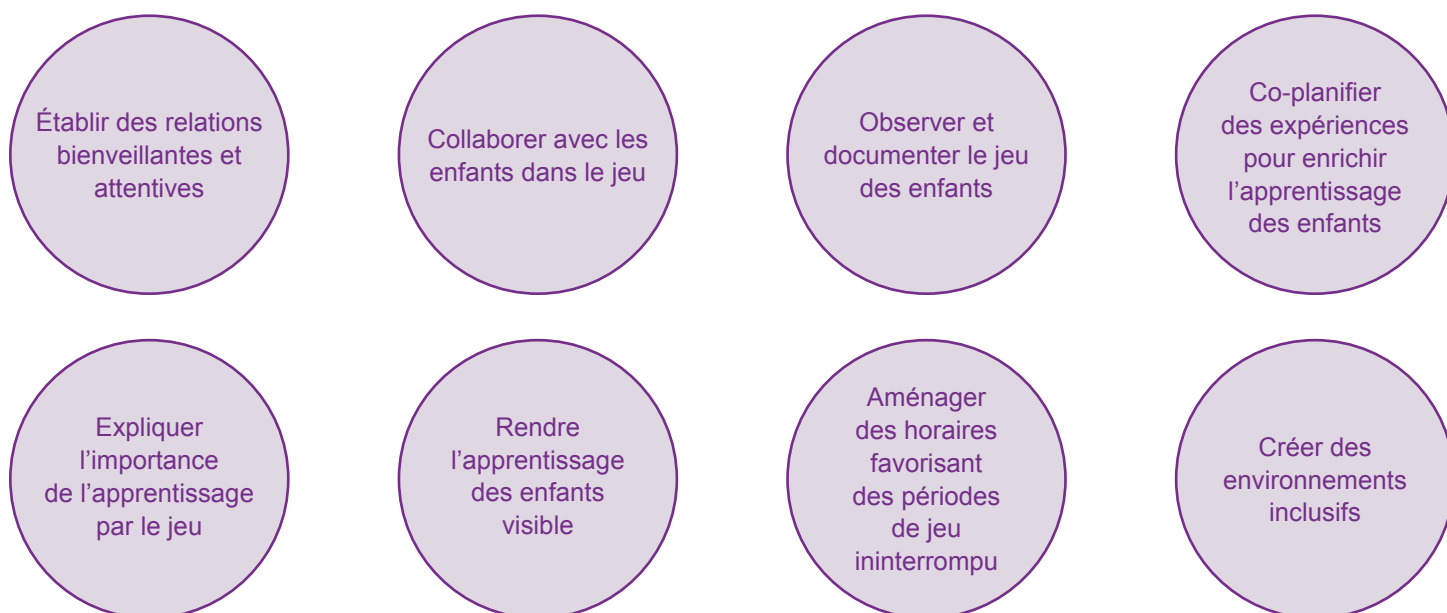 Établir des relations
bienveillantes et
attentives
Collaborer avec les
enfants dans le jeu
Observer et
documenter le jeu
des enfants
Co-planifier
des expériences
pour enrichir
l’apprentissage
des enfants
Expliquer
l’importance
de l’apprentissage
par le jeu
Rendre
l’apprentissage
des enfants
visible
Aménager
des horaires
favorisant
des périodes
de jeu
ininterrompu
Créer des
environnements
inclusifs